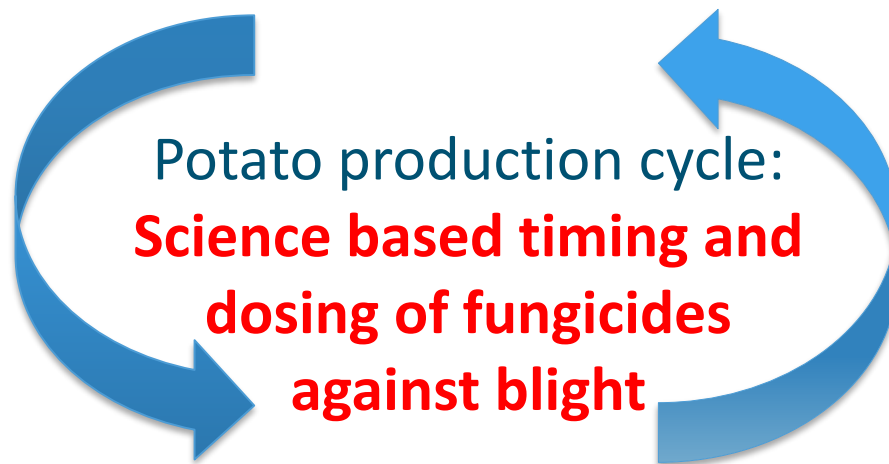 Potato production cycle:
Science based timing and
dosing of fungicides
against blight